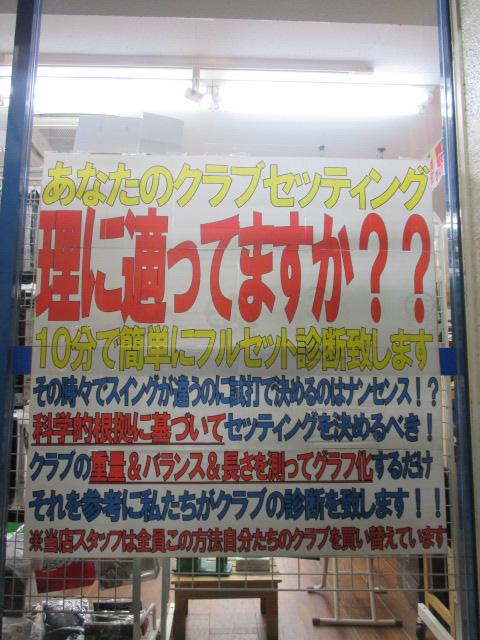 あなたのクラブセッティング
理に適ってますか？？
10分で簡単にフルセット診断致します
その時々でスイングが違うのに試打で決めるのはナンセンス！？
科学的根拠に基づいてセッティングを決めるべき！
クラブの重量＆バランス＆長さを測ってグラフ化するだけ
それを参考に私たちがクラブの診断を致します！！
※当店スタッフは全員この方法自分たちのクラブを買い替えています